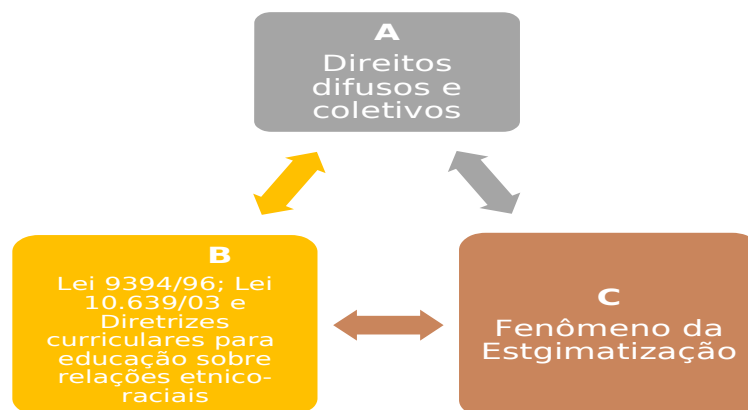 A
Direitos
difusos e
coletivos
B
Lei 9394/96; Lei
10.639/03 e
Diretrizes
curriculares para
educação sobre
relações etnico-
raciais
C
Fenômeno da
Estgimatização